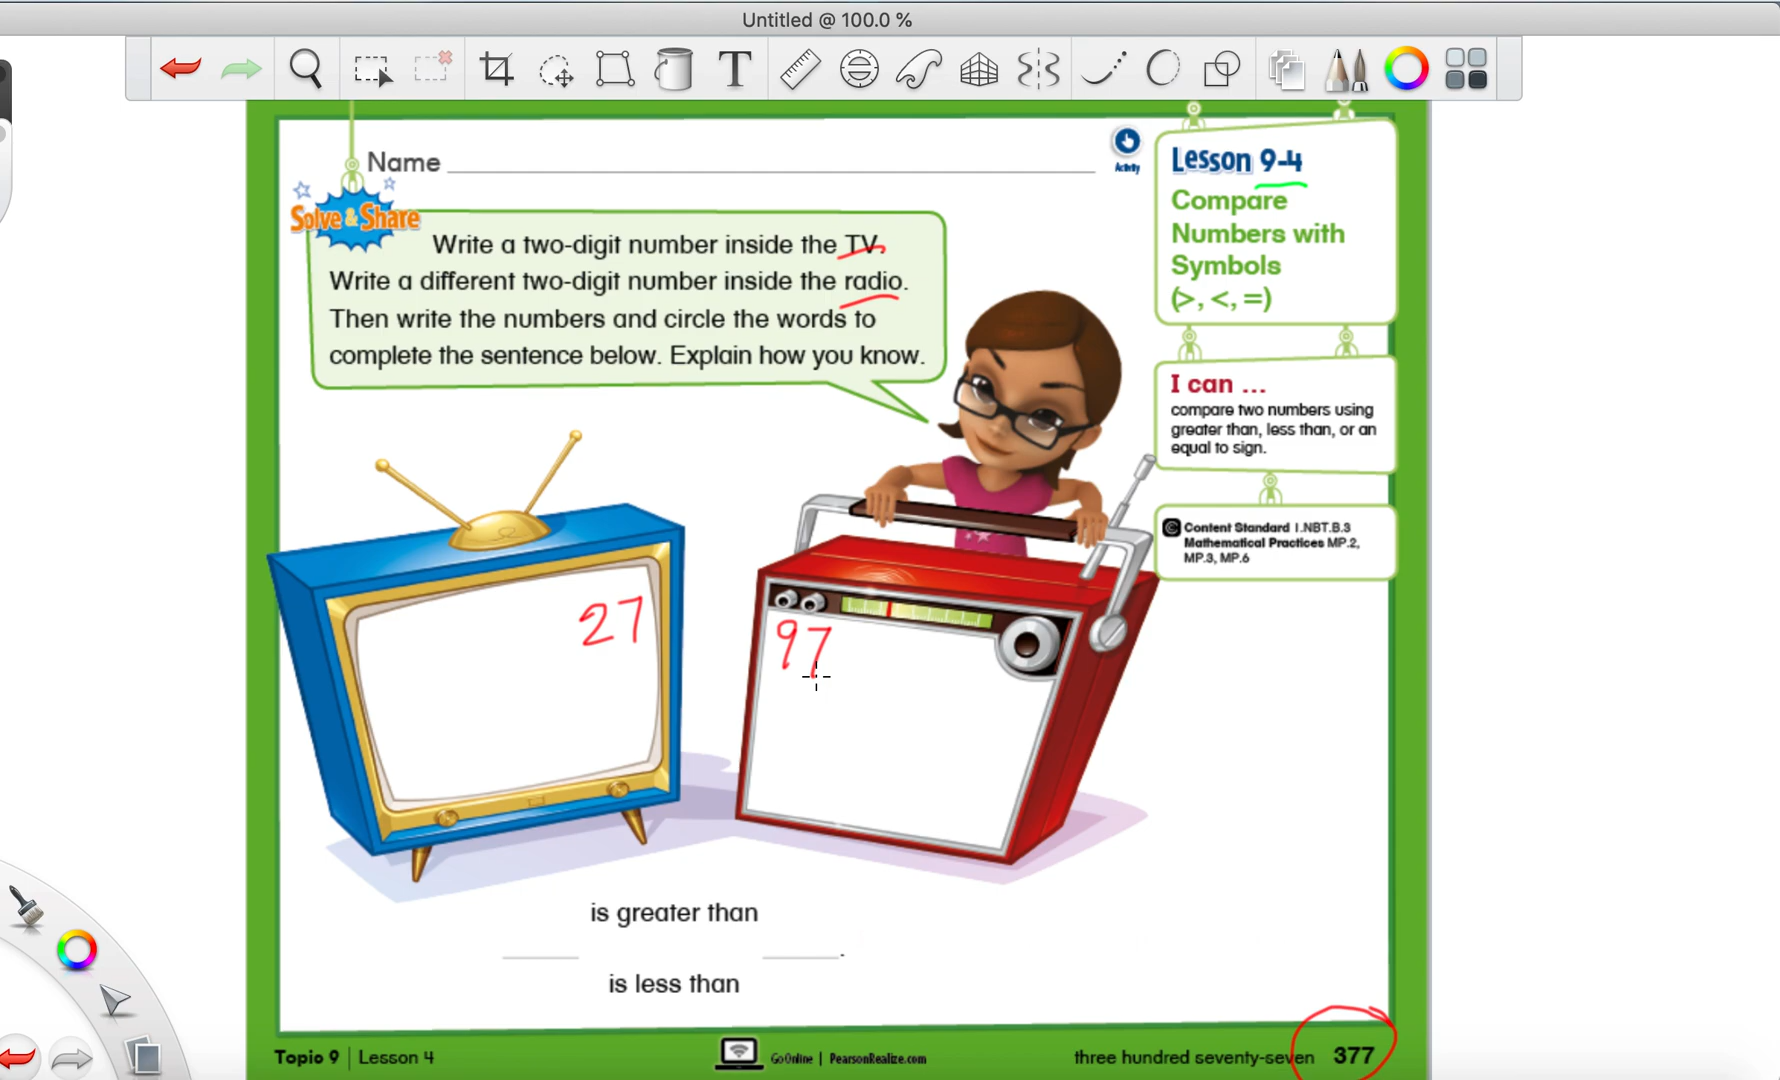 Untitled @ 100.0 %
Name
Activity
Solve & Share
Write a two-digit number inside the TV.
Write a different two-digit number inside the radio.
Then write the numbers and circle the words to
complete the sentence below. Explain how you know.
Lesson 9-4
Compare
Numbers with
Symbols
(>, <, =)
I can ...
compare two numbers using
greater than, less than, or an
equal to sign.
Content Standard 1.NBT.B.3
Mathematical Practices MP.2,
MP.3, MP.6
27
97
is greater than
.
is less than
Topic 9 | Lesson 4
Go Online | PearsonRealize.com
three hundred seventy-seven 377